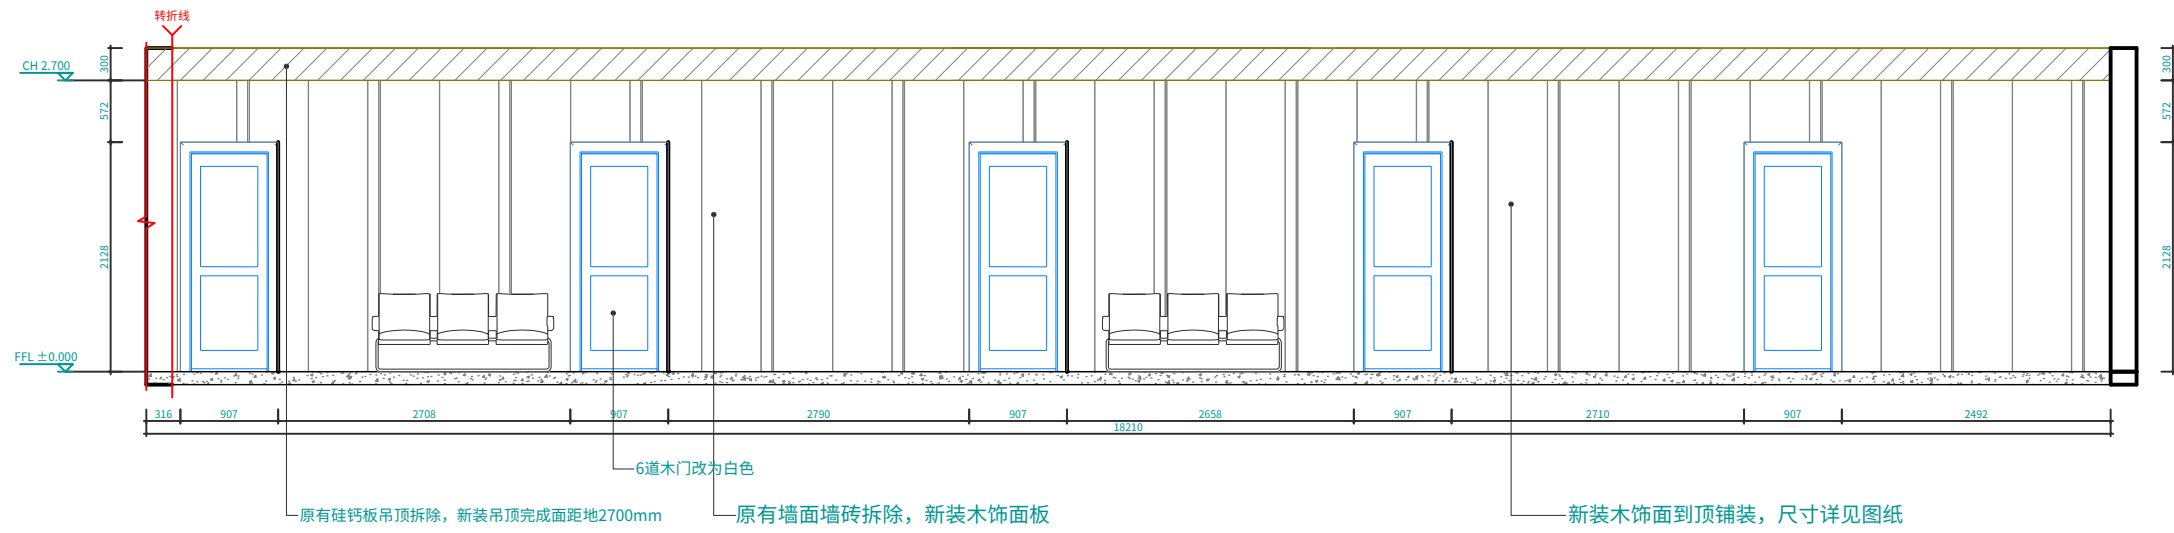 转折线
CH 2.700
300
300
572
572
2128
2128
FFL ±0.000
316
907
2708
907
2790
907
2658
907
2710
907
2492
18210
6道木门改为白色
原有硅钙板吊顶拆除，新装吊顶完成面距地2700mm
原有墙面墙砖拆除，新装木饰面板
新装木饰面到顶铺装，尺寸详见图纸